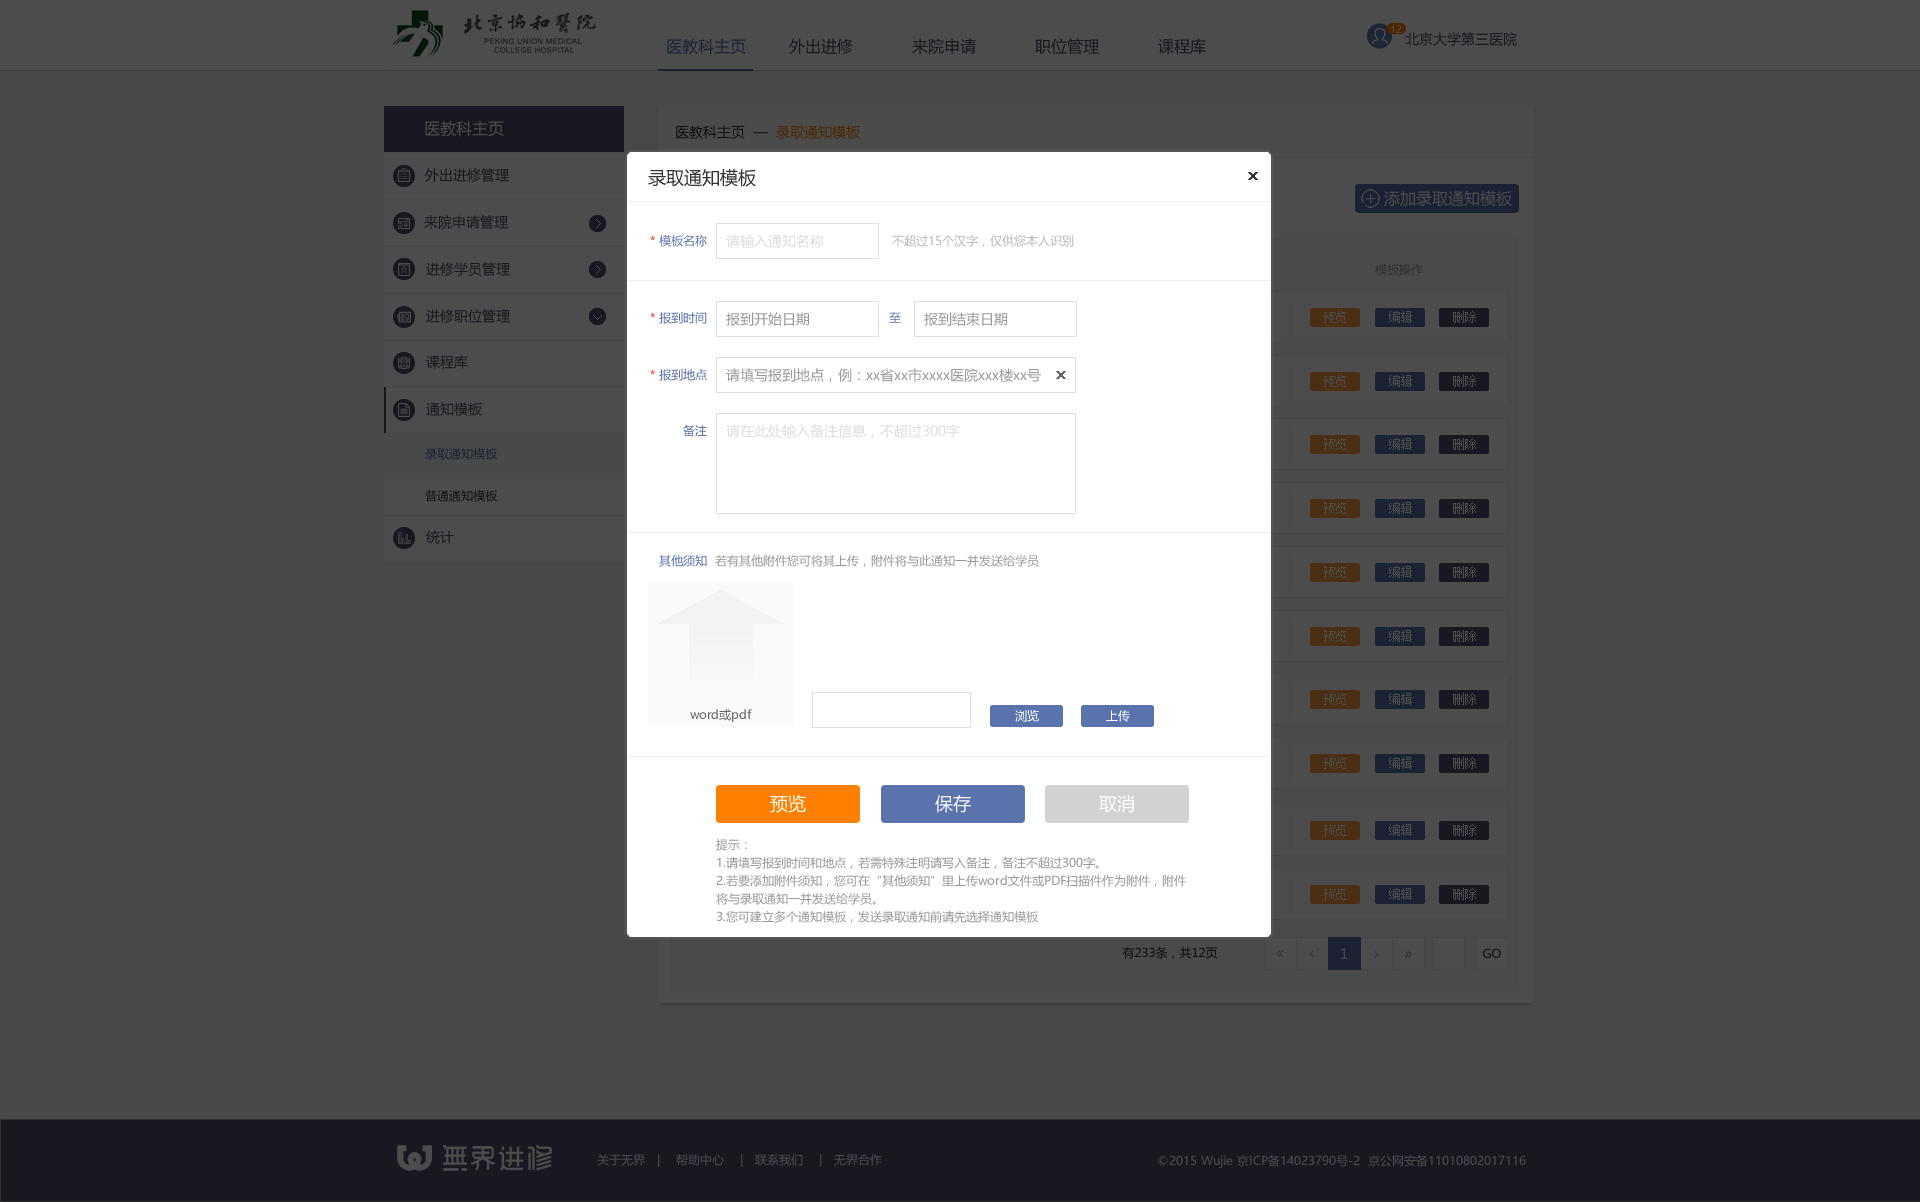 北京协和醫院
PEKING UNION MEDICAL
COLLEGE HOSPITAL
医教科主页 外出进修 来院申请 职位管理 课程库
12
北京大学第三医院
医教科主页
外出进修管理
来院申请管理
进修学员管理
进修职位管理
课程库
通知模板
录取通知模板
普通通知模板
统计
医教科主页 — 录取通知模板
添加录取通知模板
模板操作
预览 编辑 删除
预览 编辑 删除
预览 编辑 删除
预览 编辑 删除
预览 编辑 删除
预览 编辑 删除
预览 编辑 删除
预览 编辑 删除
预览 编辑 删除
预览 编辑 删除
有233条，共12页 « ‹ 1 › » GO
录取通知模板
* 模板名称 请输入通知名称 不超过15个汉字，仅供您本人识别
* 报到时间 报到开始日期 至 报到结束日期
* 报到地点 请填写报到地点，例：xx省xx市xxxx医院xxx楼xx号
备注 请在此处输入备注信息，不超过300字
其他须知 若有其他附件您可将其上传，附件将与此通知一并发送给学员
word或pdf
浏览 上传
预览 保存 取消
提示：
1.请填写报到时间和地点，若需特殊注明请写入备注，备注不超过300字。
2.若要添加附件须知，您可在“其他须知”里上传word文件或PDF扫描件作为附件，附件
将与录取通知一并发送给学员。
3.您可建立多个通知模板，发送录取通知前请先选择通知模板
無界进修
关于无界 | 帮助中心 | 联系我们 | 无界合作
©2015 Wujie 京ICP备14023790号-2 京公网安备11010802017116